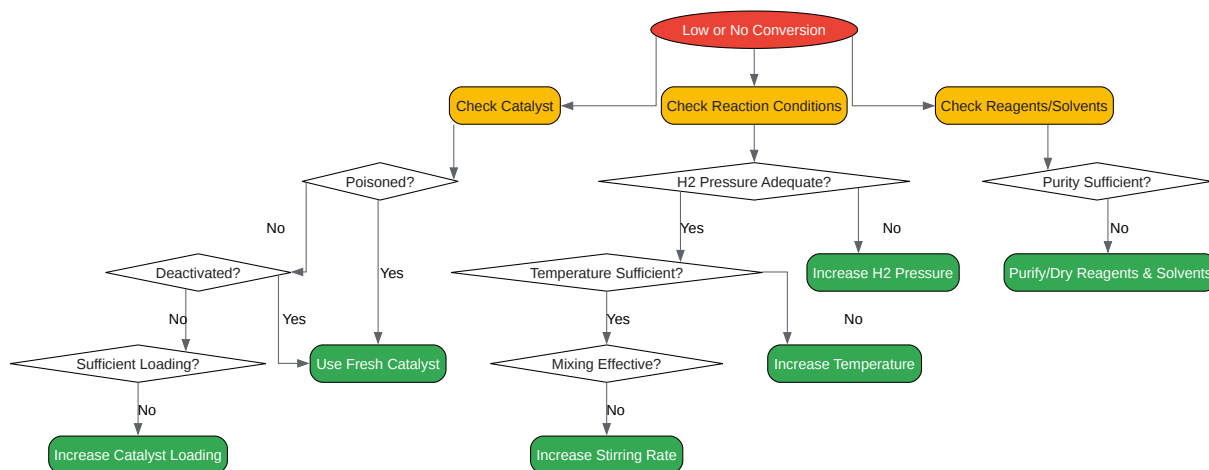 Low or No Conversion
Check Catalyst
Check Reaction Conditions
Check Reagents/Solvents
Poisoned?
H2 Pressure Adequate?
Purity Sufficient?
No
Yes
No
No
Deactivated?
Yes
Temperature Sufficient?
Increase H2 Pressure
Purify/Dry Reagents & Solvents
No
Yes
Yes
No
Sufficient Loading?
Use Fresh Catalyst
Mixing Effective?
Increase Temperature
No
No
Increase Catalyst Loading
Increase Stirring Rate